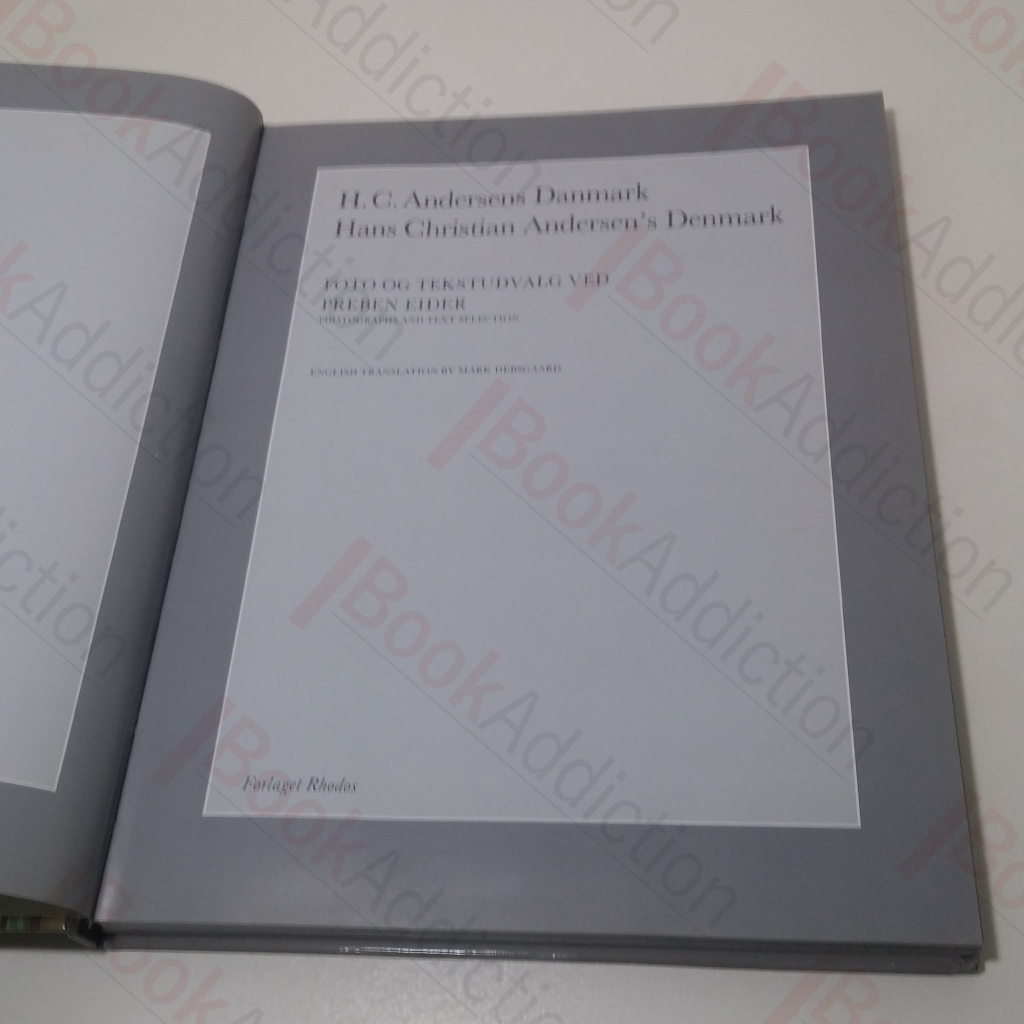 H. C. Andersens Danmark
Hans Christian Andersen's Denmark
FOTO OG TEKSTUDVALG VED
PREBEN EIDER
PHOTOGRAPHS AND TEXT SELECTION
ENGLISH TRANSLATION BY MARK HEBSGAARD
Forlaget Rhodos
BookAddiction